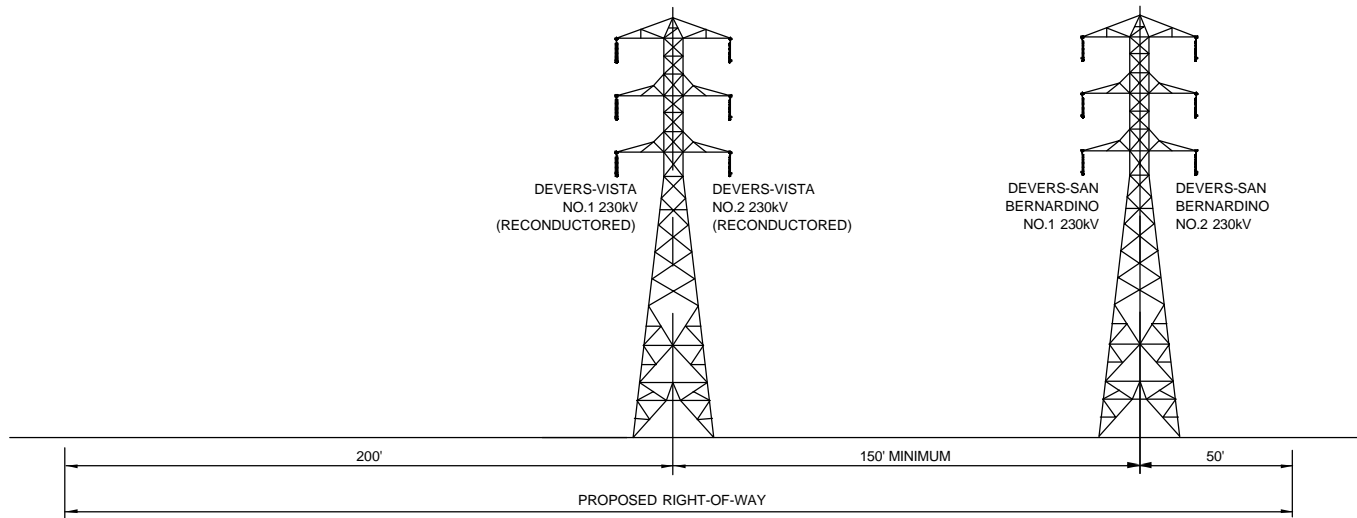 DEVERS-VISTA
NO.1 230kV
(RECONDUCTORED)
DEVERS-VISTA
NO.2 230kV
(RECONDUCTORED)
DEVERS-SAN
BERNARDINO
NO.1 230kV
DEVERS-SAN
BERNARDINO
NO.2 230kV
200'
150' MINIMUM
50'
PROPOSED RIGHT-OF-WAY